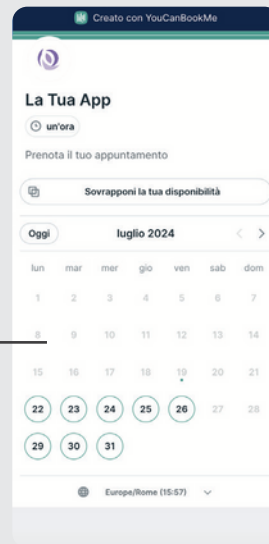 Creato con YouCanBookMe
La Tua App
un'ora
Prenota il tuo appuntamento
Sovrapponi la tua disponibilità
Oggi luglio 2024
lun mar mer gio ven sab dom
1 2 3 4 5 6 7
8 9 10 11 12 13 14
15 16 17 18 19 20 21
22 23 24 25 26 27 28
29 30 31
Europe/Rome (15:57)